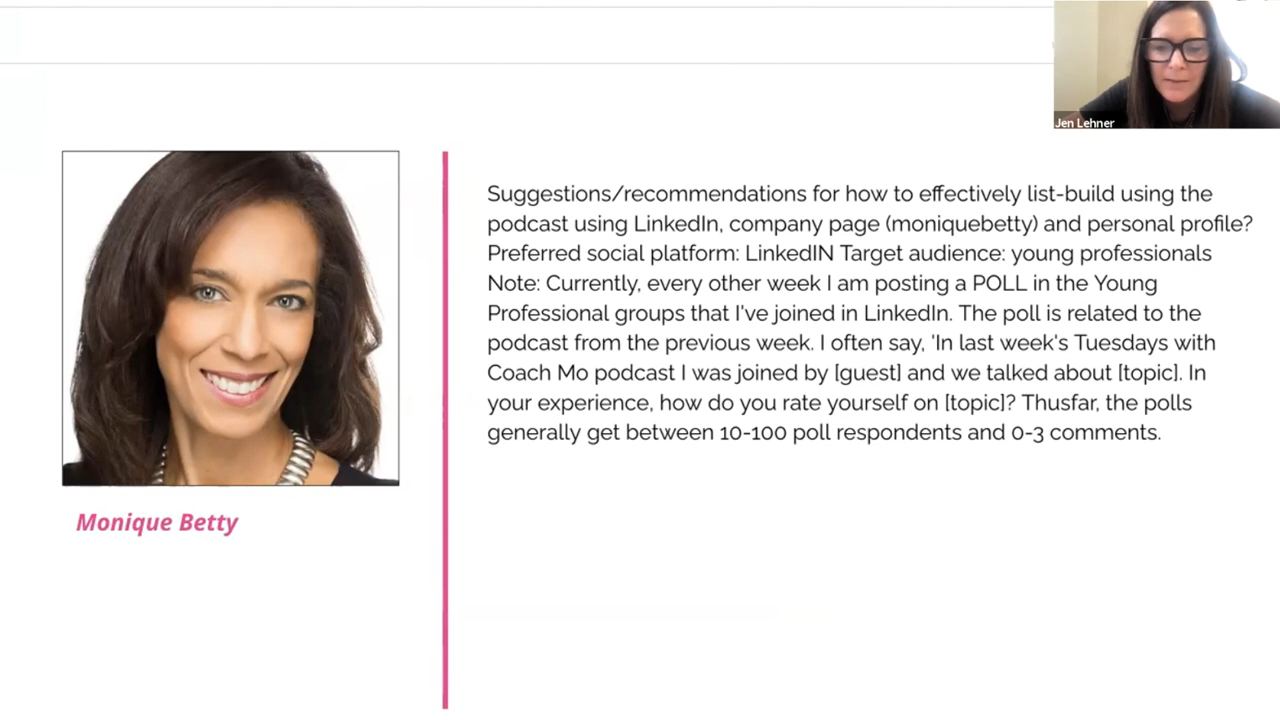 Jen Lehner
Suggestions/recommendations for how to effectively list-build using the
podcast using LinkedIn, company page (moniquebetty) and personal profile?
Preferred social platform: LinkedIN Target audience: young professionals
Note: Currently, every other week I am posting a POLL in the Young
Professional groups that I've joined in LinkedIn. The poll is related to the
podcast from the previous week. I often say, 'In last week's Tuesdays with
Coach Mo podcast I was joined by [guest] and we talked about [topic]. In
your experience, how do you rate yourself on [topic]? Thusfar, the polls
generally get between 10-100 poll respondents and 0-3 comments.
Monique Betty